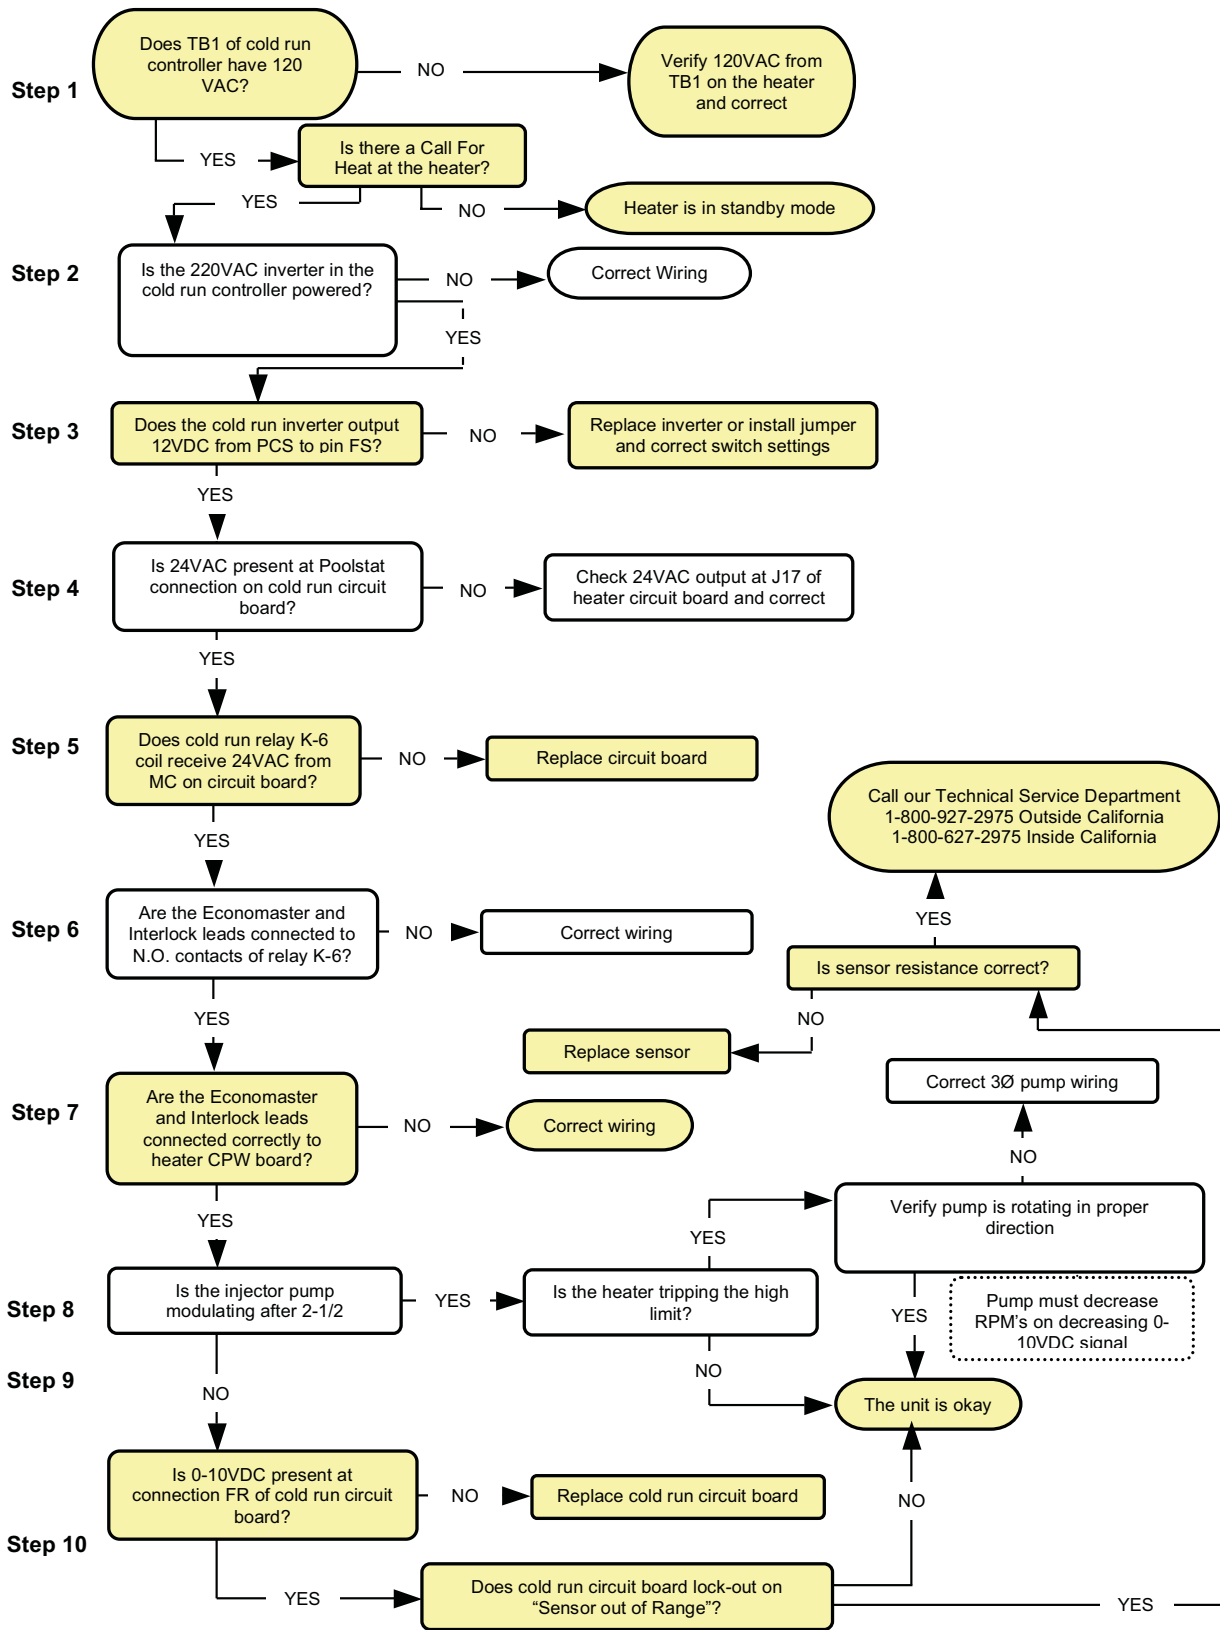 Does TB1 of cold run
controller have 120
VAC?
NO
Verify 120VAC from
TB1 on the heater
and correct
Step 1
YES
Is there a Call For
Heat at the heater?
YES
NO
Heater is in standby mode
Step 2
Is the 220VAC inverter in the
cold run controller powered?
NO
Correct Wiring
YES
Step 3
Does the cold run inverter output
12VDC from PCS to pin FS?
NO
Replace inverter or install jumper
and correct switch settings
YES
Step 4
Is 24VAC present at Poolstat
connection on cold run circuit
board?
NO
Check 24VAC output at J17 of
heater circuit board and correct
YES
Step 5
Does cold run relay K-6
coil receive 24VAC from
MC on circuit board?
NO
Replace circuit board
YES
Call our Technical Service Department
1-800-927-2975 Outside California
1-800-627-2975 Inside California
YES
Step 6
Are the Economaster and
Interlock leads connected to
N.O. contacts of relay K-6?
NO
Correct wiring
Is sensor resistance correct?
YES
NO
Replace sensor
Step 7
Are the Economaster
and Interlock leads
connected correctly to
heater CPW board?
NO
Correct wiring
Correct 3Ø pump wiring
NO
YES
Verify pump is rotating in proper
direction
YES
Step 8
Is the injector pump
modulating after 2-1/2
YES
Is the heater tripping the high
limit?
YES
Pump must decrease
RPM's on decreasing 0-
10VDC signal
Step 9
NO
NO
The unit is okay
Is 0-10VDC present at
connection FR of cold run circuit
board?
NO
Replace cold run circuit board
NO
Step 10
YES
Does cold run circuit board lock-out on
“Sensor out of Range”?
YES